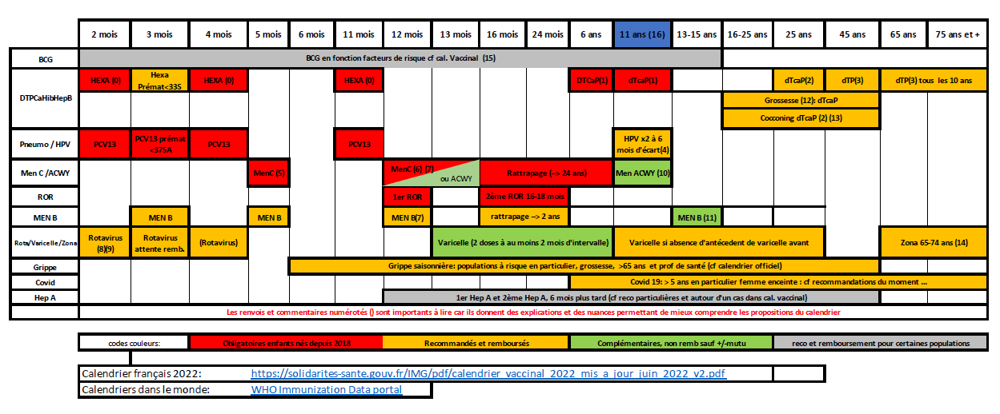 2 mois 3 mois 4 mois 5 mois 6 mois 11 mois 12 mois 13 mois 16 mois 24 mois 6 ans 11 ans (16) 13-15 ans 16-25 ans 25 ans 45 ans 65 ans 75 ans et +
BCG BCG en fonction facteurs de risque cf cal. Vaccinal (15)
DTPCaHibHepB HEXA (0) Hexa Prémat<33S HEXA (0) HEXA (0) DTCaP(1) dTcaP(1) dTcaP(2) dTP(3) dTP(3) tous les 10 ans
Grossesse (12): dTcaP
Cocconing dTcaP (2) (13)
Pneumo / HPV PCV13 PCV13 prémat <37SA PCV13 PCV13 HPV x2 à 6 mois d'écart(4)
Men C /ACWY MenC (5) MenC (6) (7) ou ACWY Rattrapage (--> 24 ans) Men ACWY (10)
ROR 1er ROR 2ème ROR 16-18 mois
MEN B MEN B MEN B MEN B(7) rattrapage --> 2 ans MEN B (11)
Rota/Varicelle/Zona Rotavirus (8)(9) Rotavirus attente remb. (Rotavirus) Varicelle (2 doses à au moins 2 mois d'intervalle) Varicelle si absence d'antécedent de varicelle avant Zona 65-74 ans (14)
Grippe Grippe saisonnière: populations à risque en particulier, grossesse, >65 ans et prof de santé (cf calendrier officiel)
Covid Covid 19: > 5 ans en particulier femme enceinte : cf recommandations du moment ...
Hep A 1er Hep A et 2ème Hep A, 6 mois plus tard (cf reco particulières et autour d'un cas dans cal. vaccinal)
Les renvois et commentaires numérotés () sont importants à lire car ils donnent des explications et des nuances permettant de mieux comprendre les propositions du calendrier
codes couleurs: Obligatoires enfants nés depuis 2018 Recommandés et remboursés Complémentaires, non remb sauf +/-mutu reco et remboursement pour certaines populations
Calendrier français 2022: https://solidarites-sante.gouv.fr/IMG/pdf/calendrier_vaccinal_2022_mis_a_jour_juin_2022_v2.pdf
Calendriers dans le monde: WHO Immunization Data portal